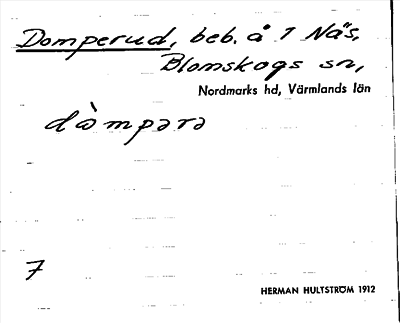 Domperud, beb. å 1 Näs,
Blomskogs sn,
Nordmarks hd, Värmlands län
dòmpərə
7
HERMAN HULTSTRÖM 1912